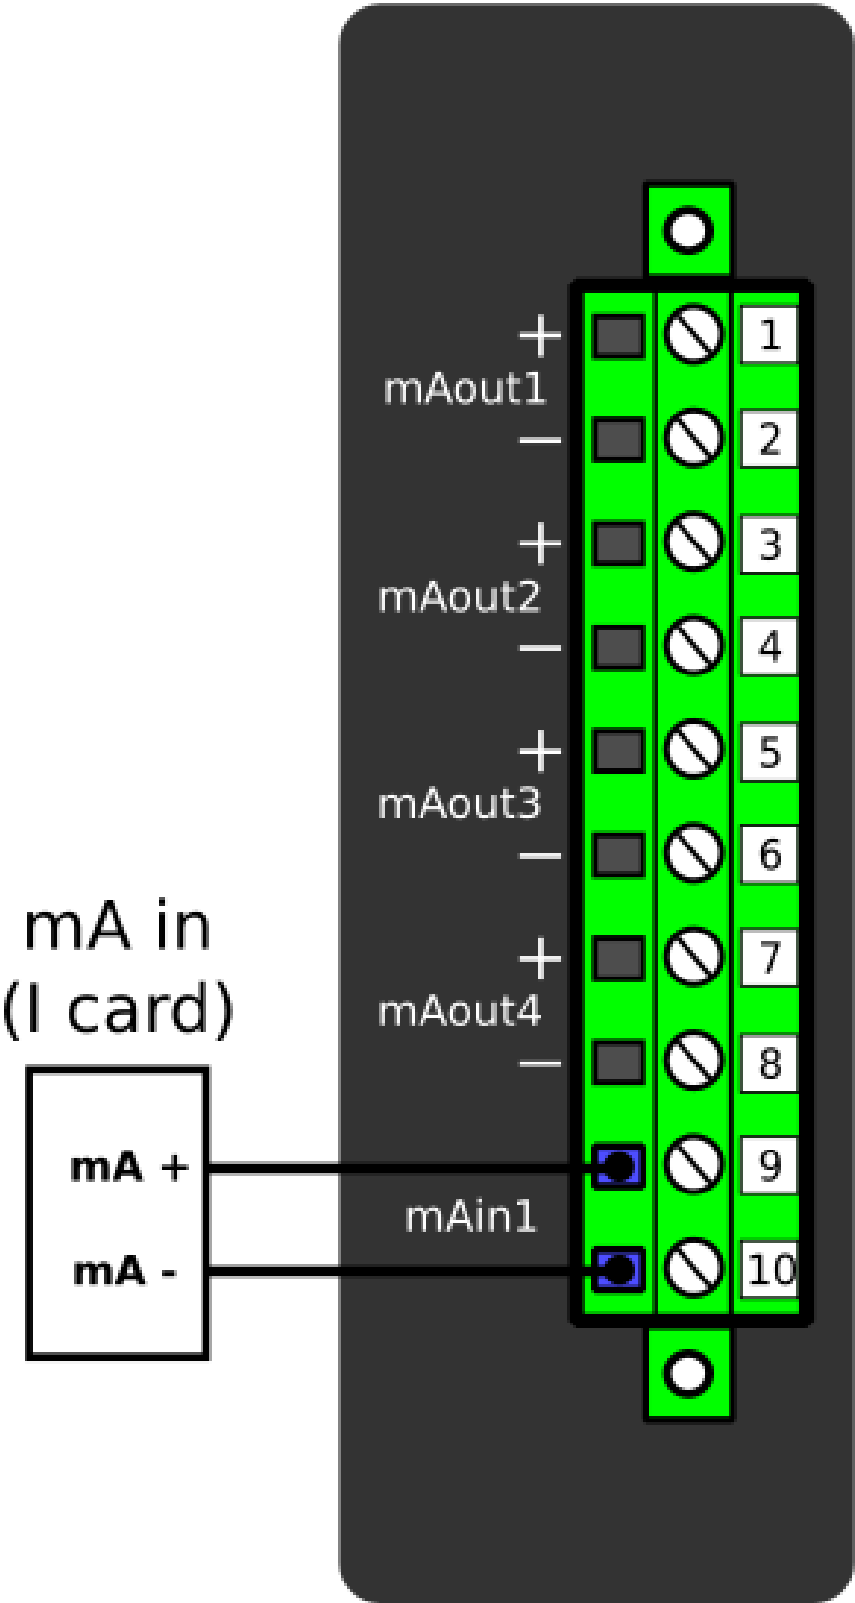 + 1
mAout1
− 2
+ 3
mAout2
− 4
+ 5
mAout3
− 6
mA in
(I card)
+ 7
mAout4
− 8
mA + 9
mAin1
mA - 10